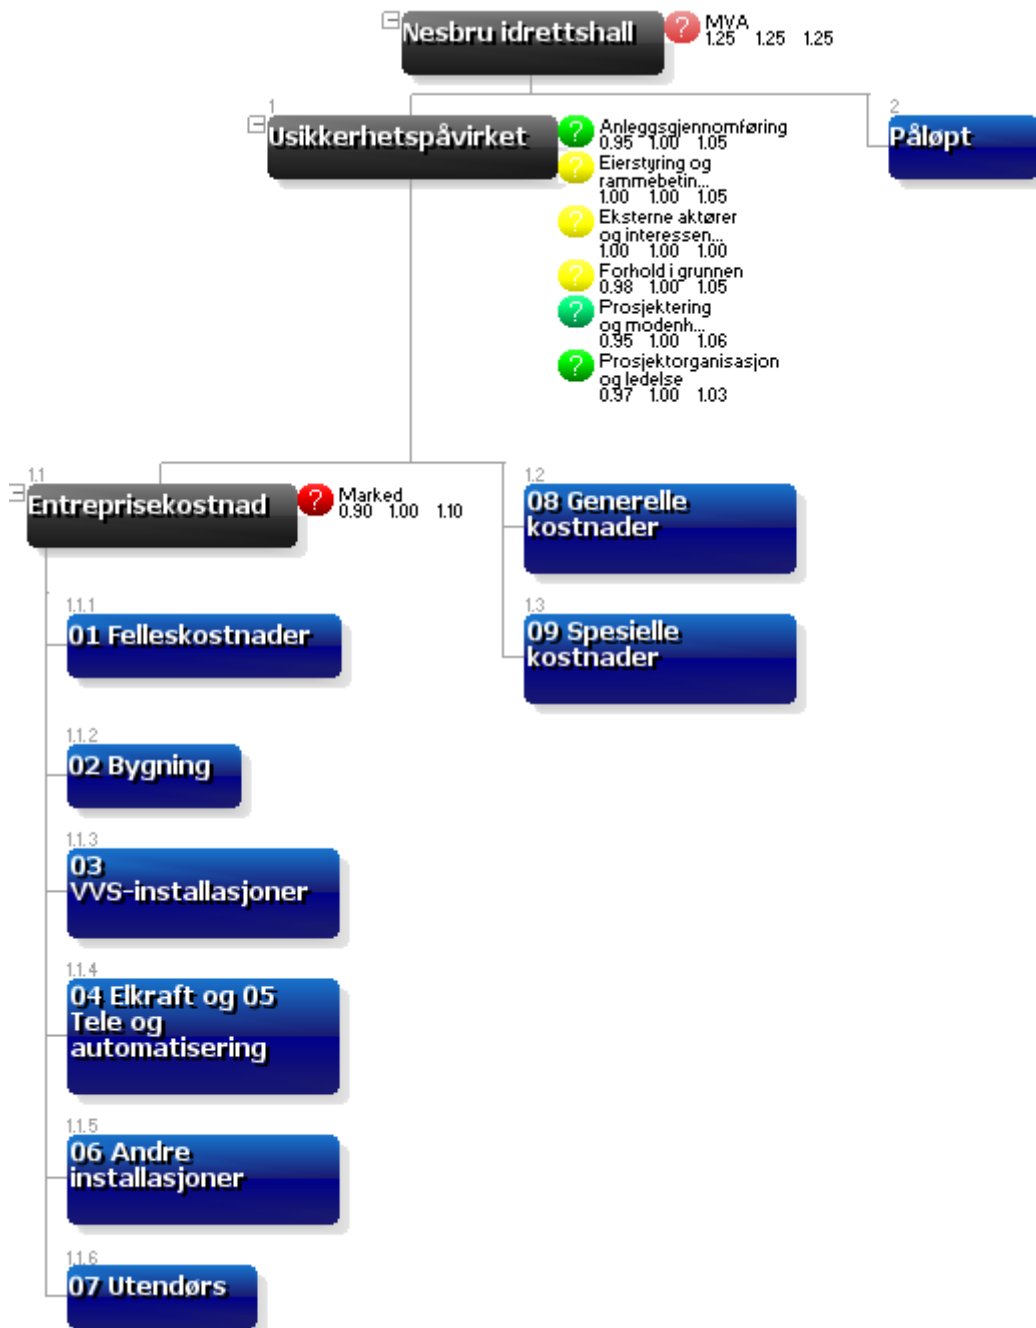 Nesbru idrettshall
MVA
1.25 1.25 1.25
1
Usikkerhetspåvirket
Anleggsgjennomføring
0.95 1.00 1.05
Eierstyring og
rammebetin...
1.00 1.00 1.05
Eksterne aktører
og interessen...
1.00 1.00 1.00
Forhold i grunnen
0.98 1.00 1.05
Prosjektering
og modenh...
0.95 1.00 1.06
Prosjektorganisasjon
og ledelse
0.97 1.00 1.03
2
Påløpt
1.1
Entreprisekostnad
Marked
0.90 1.00 1.10
1.2
08 Generelle
kostnader
1.3
09 Spesielle
kostnader
1.1.1
01 Felleskostnader
1.1.2
02 Bygning
1.1.3
03
VVS-installasjoner
1.1.4
04 Elkraft og 05
Tele og
automatisering
1.1.5
06 Andre
installasjoner
1.1.6
07 Utendørs